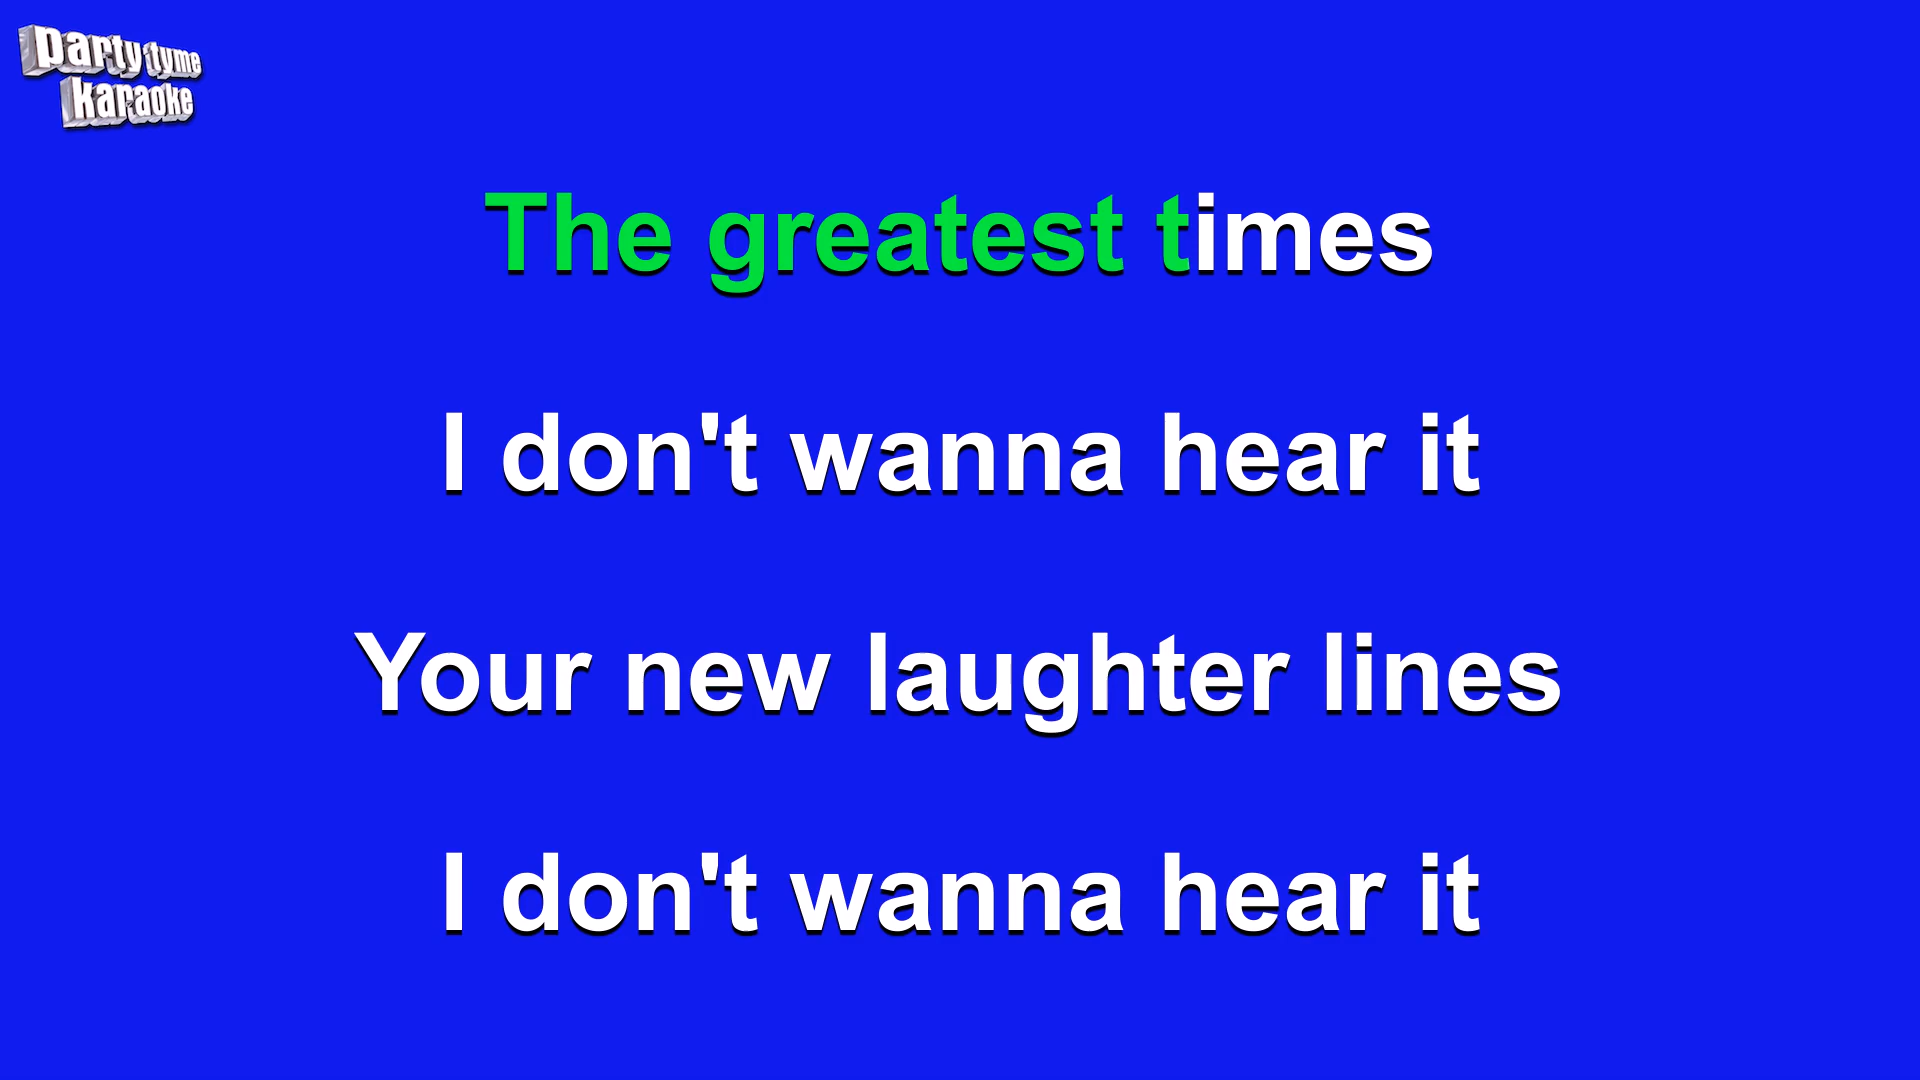 party tyme
karaoke
The greatest times
I don't wanna hear it
Your new laughter lines
I don't wanna hear it